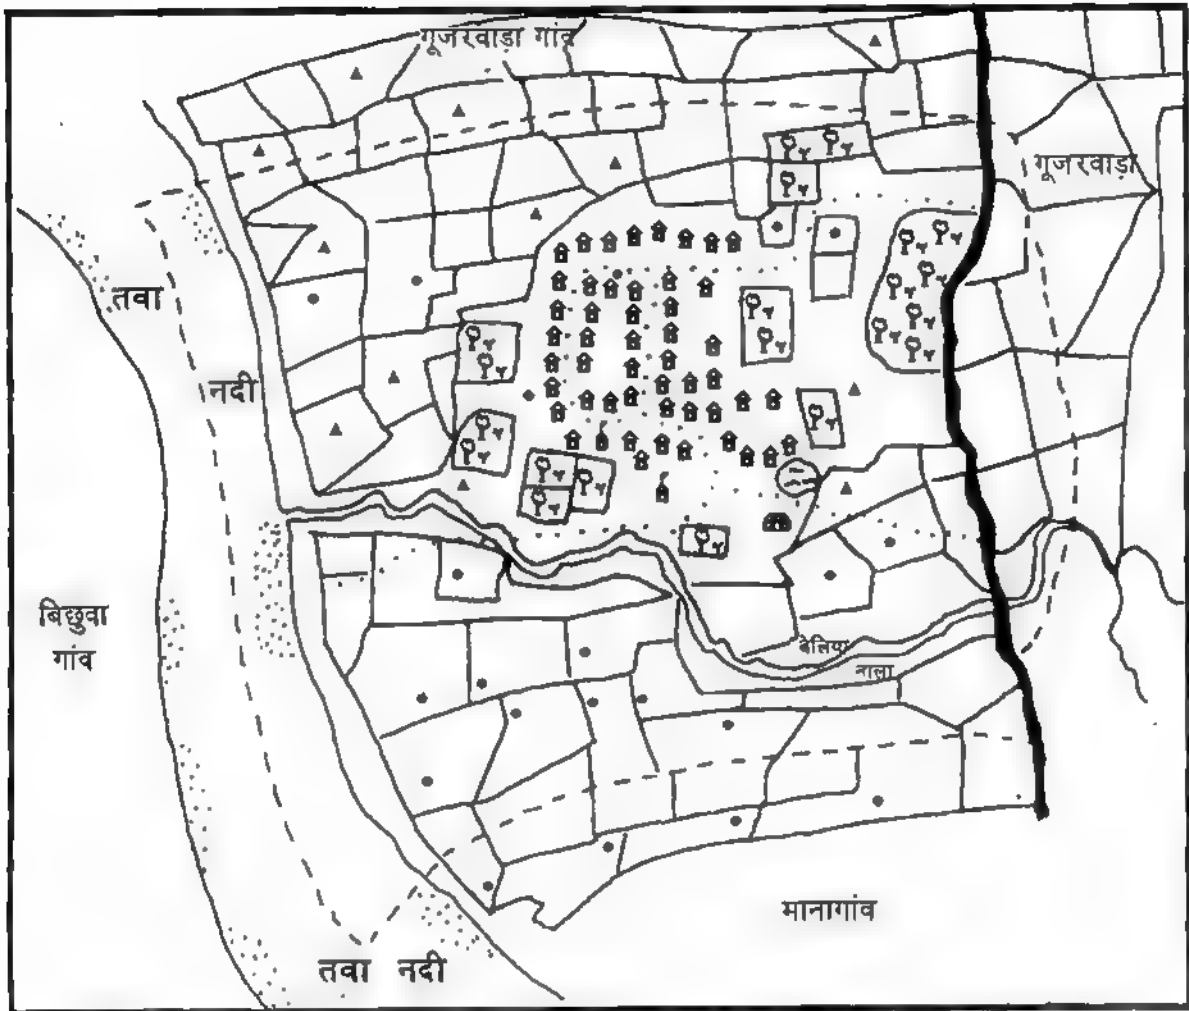 गूजरवाड़ा गांव
गूजरवाड़ा
तवा
नदी
बिछुवा
गांव
बेलिया
नाला
मानागांव
तवा नदी